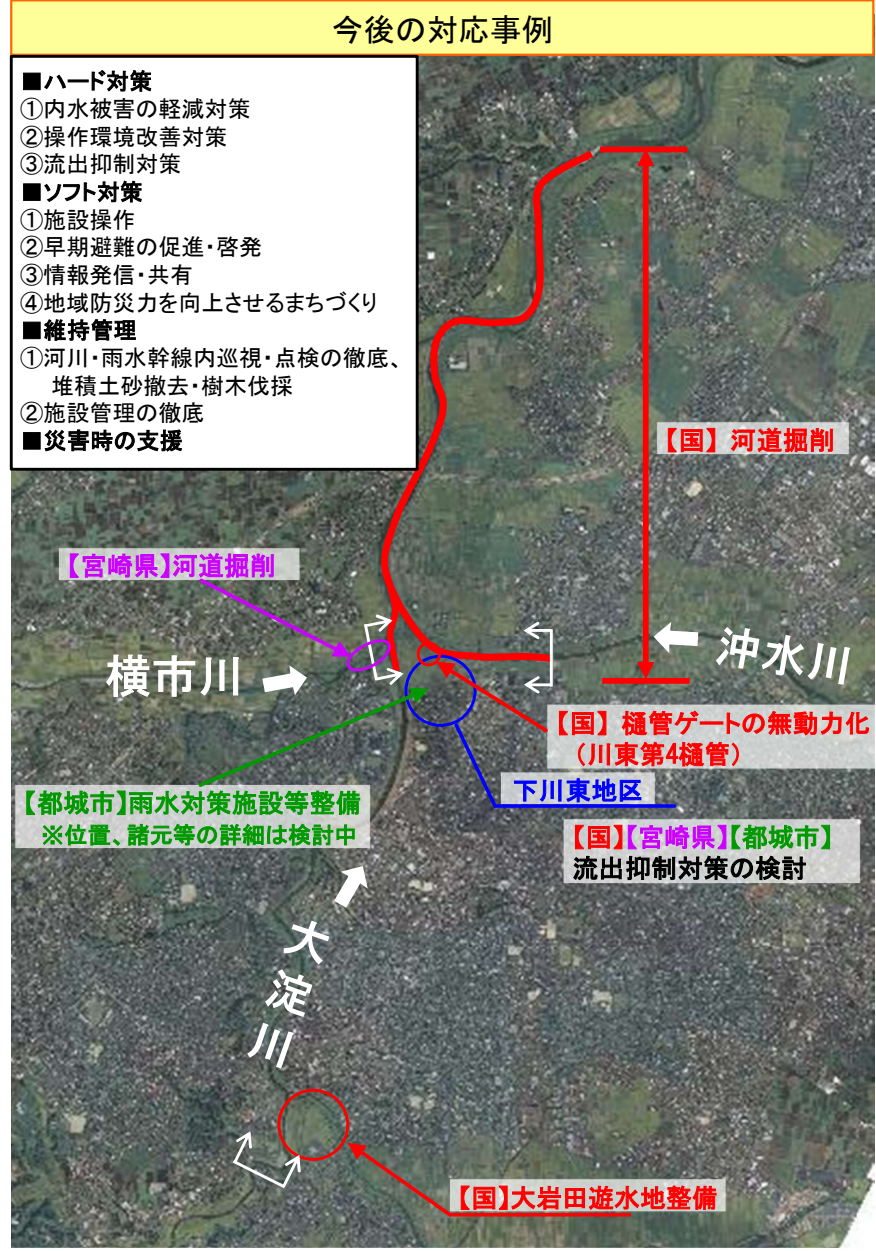 今後の対応事例
■ハード対策
①内水被害の軽減対策
②操作環境改善対策
③流出抑制対策
■ソフト対策
①施設操作
②早期避難の促進・啓発
③情報発信・共有
④地域防災力を向上させるまちづくり
■維持管理
①河川・雨水幹線内巡視・点検の徹底、
堆積土砂撤去・樹木伐採
②施設管理の徹底
■災害時の支援
【国】 河道掘削
【宮崎県】河道掘削
横市川
沖水川
【国】 樋管ゲートの無動力化
（川東第4樋管）
下川東地区
【都城市】雨水対策施設等整備
※位置、諸元等の詳細は検討中
【国】【宮崎県】【都城市】
流出抑制対策の検討
大淀川
【国】大岩田遊水地整備